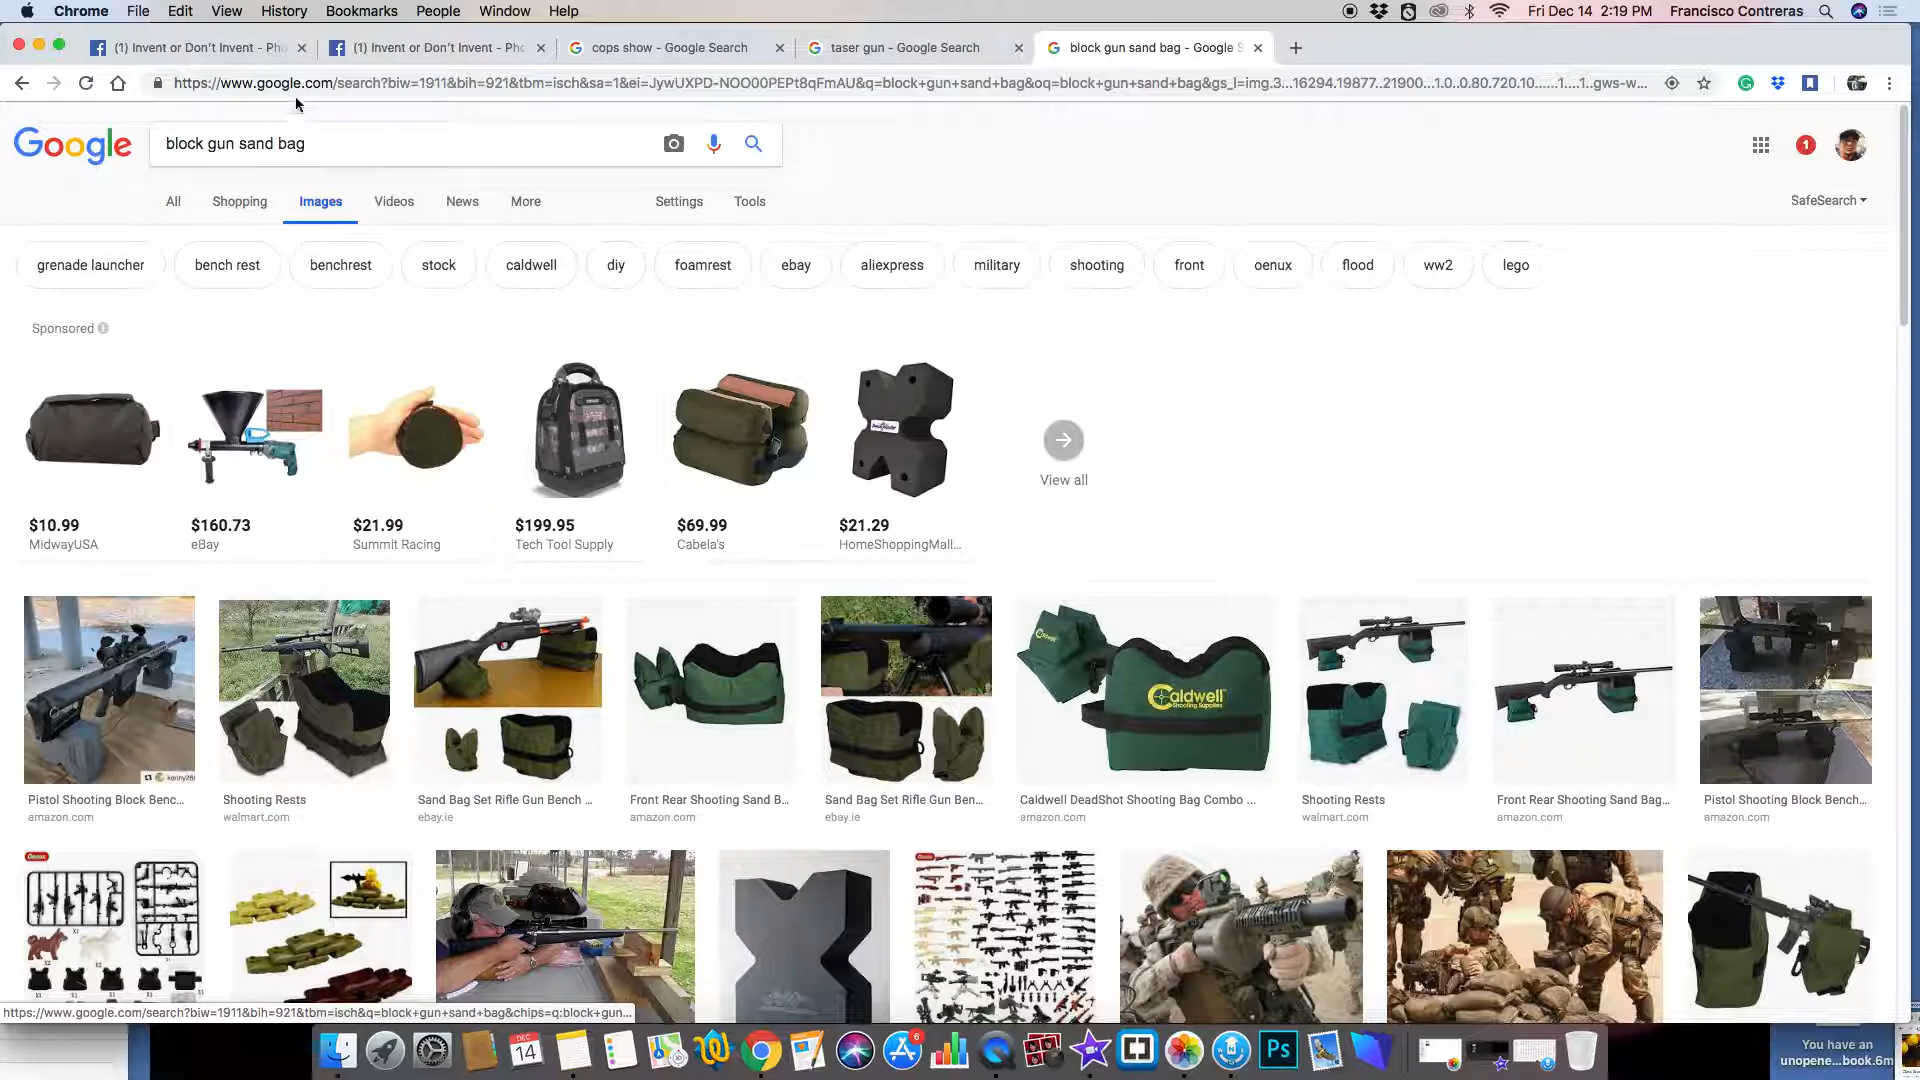 Chrome File Edit View History Bookmarks People Window Help
Fri Dec 14 2:19 PM Francisco Contreras
(1) Invent or Don't Invent - Pho
(1) Invent or Don't Invent - Pho
cops show - Google Search
taser gun - Google Search
block gun sand bag - Google S
https://www.google.com/search?biw=1911&bih=921&tbm=isch&sa=1&ei=JywUXPD-NOO00PEPt8qFmAU&q=block+gun+sand+bag&oq=block+gun+sand+bag&gs_l=img.3...16294.19877..21900...1.0..0.80.720.10......1....1..gws-w...
Google
block gun sand bag
1
All Shopping Images Videos News More Settings Tools
SafeSearch
grenade launcher bench rest benchrest stock caldwell diy foamrest ebay aliexpress military shooting front oenux flood ww2 lego
Sponsored
View all
$10.99 $160.73 $21.99 $199.95 $69.99 $21.29
MidwayUSA eBay Summit Racing Tech Tool Supply Cabela's HomeShoppingMall...
Caldwell
Shooting Supplies
Pistol Shooting Block Benc... Shooting Rests Sand Bag Set Rifle Gun Bench ... Front Rear Shooting Sand B... Sand Bag Set Rifle Gun Ben... Caldwell DeadShot Shooting Bag Combo ... Shooting Rests Front Rear Shooting Sand Bag... Pistol Shooting Block Bench...
amazon.com walmart.com ebay.ie amazon.com ebay.ie amazon.com walmart.com amazon.com amazon.com
https://www.google.com/search?biw=1911&bih=921&tbm=isch&q=block+gun+sand+bag&chips=q:block+gun...
DEC
14
6
Ps
You have an
unopene...book.6m